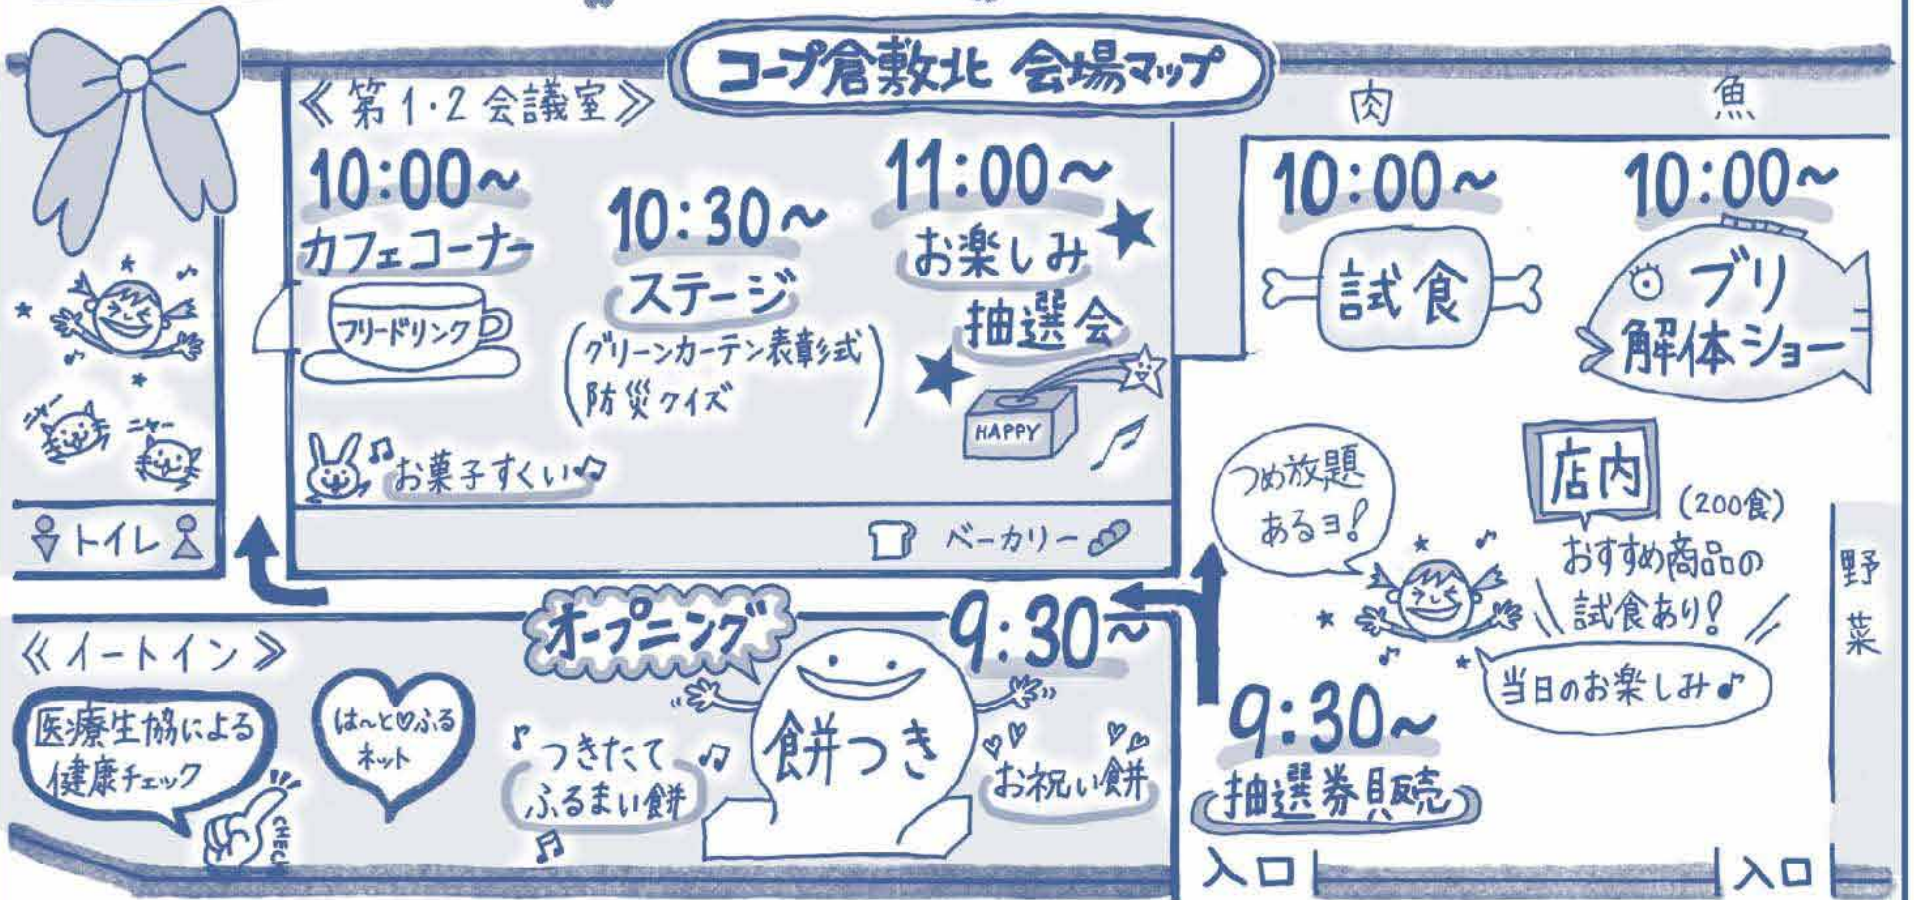 コープ倉敷北 会場マップ
≪第1・2会議室≫
10:00～
カフェコーナー
フリードリンク
10:30～
ステージ
(グリーンカーテン表彰式
防災クイズ)
11:00～
お楽しみ
抽選会
HAPPY
お菓子すくい
ベーカリー
ニャー
ニャー
トイレ
肉
魚
10:00～
試食
10:00～
ブリ
解体ショー
つめ放題
あるヨ!
店内
(200食)
おすすめ商品の
試食あり!
当日のお楽しみ♪
野菜
9:30～
抽選券販売
入口
入口
≪イートイン≫
医療生協による
健康チェック
CHECK
は～と♡ふる
ネット
オープニング
9:30～
餅つき
つきたて
ふるまい餅
お祝い餅